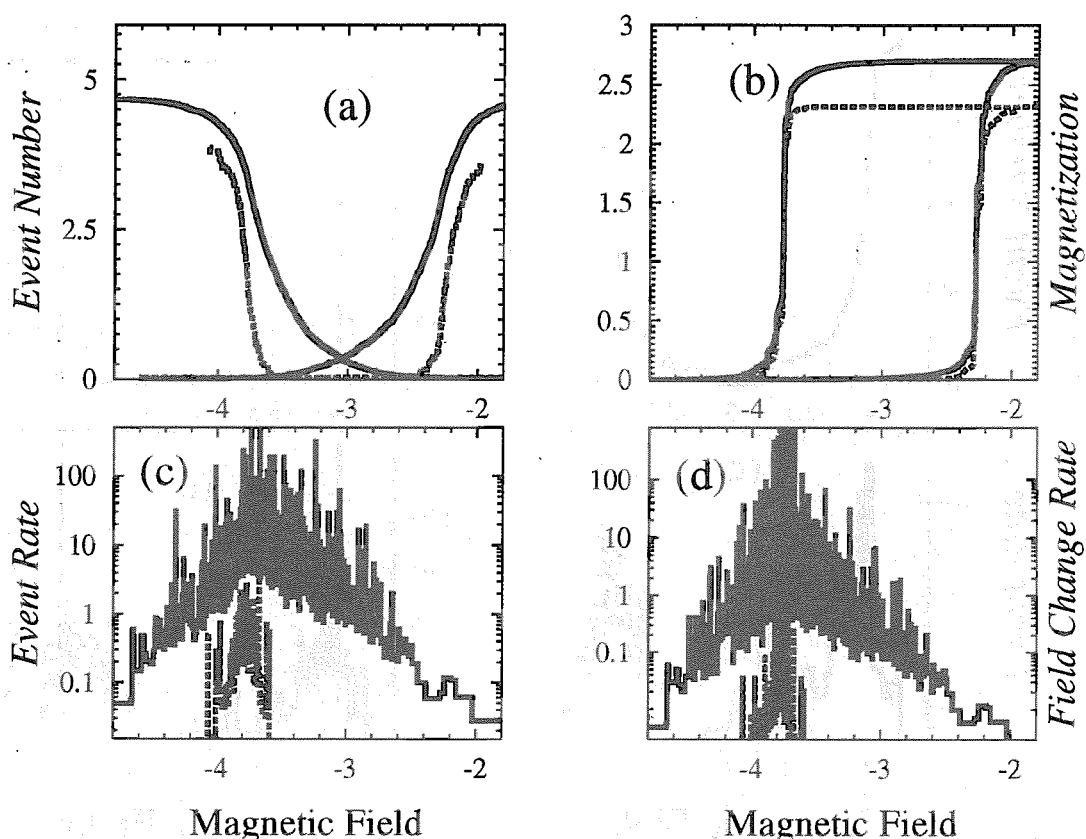 Event Number
5
2.5
0
(a)
-4 -3 -2
3
2.5
2
1.5
1
0.5
0
(b)
-4 -3 -2
Magnetization
Event Rate
100
10
1
0.1
(c)
-4 -3 -2
Magnetic Field
100
10
1
0.1
(d)
-4 -3 -2
Field Change Rate
Magnetic Field